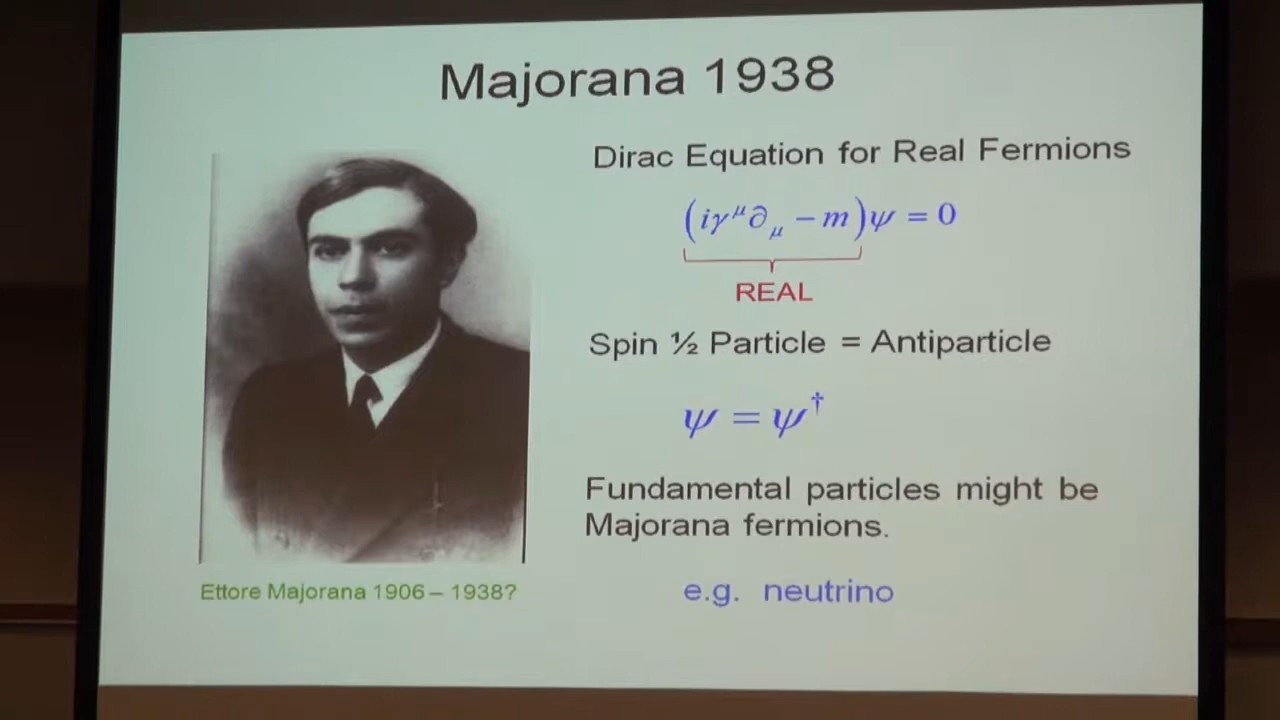 Majorana 1938
Dirac Equation for Real Fermions
(iγ^μ ∂_μ − m)ψ = 0
REAL
Spin ½ Particle = Antiparticle
ψ = ψ†
Fundamental particles might be
Majorana fermions.
e.g. neutrino
Ettore Majorana 1906 – 1938?